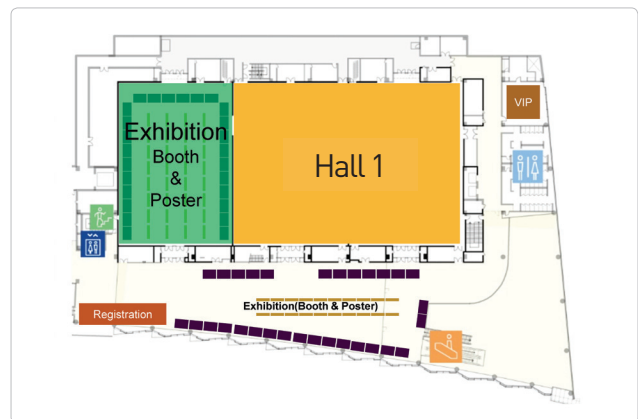 VIP
Exhibition
Booth
&
Poster
Hall 1
Exhibition(Booth & Poster)
Registration